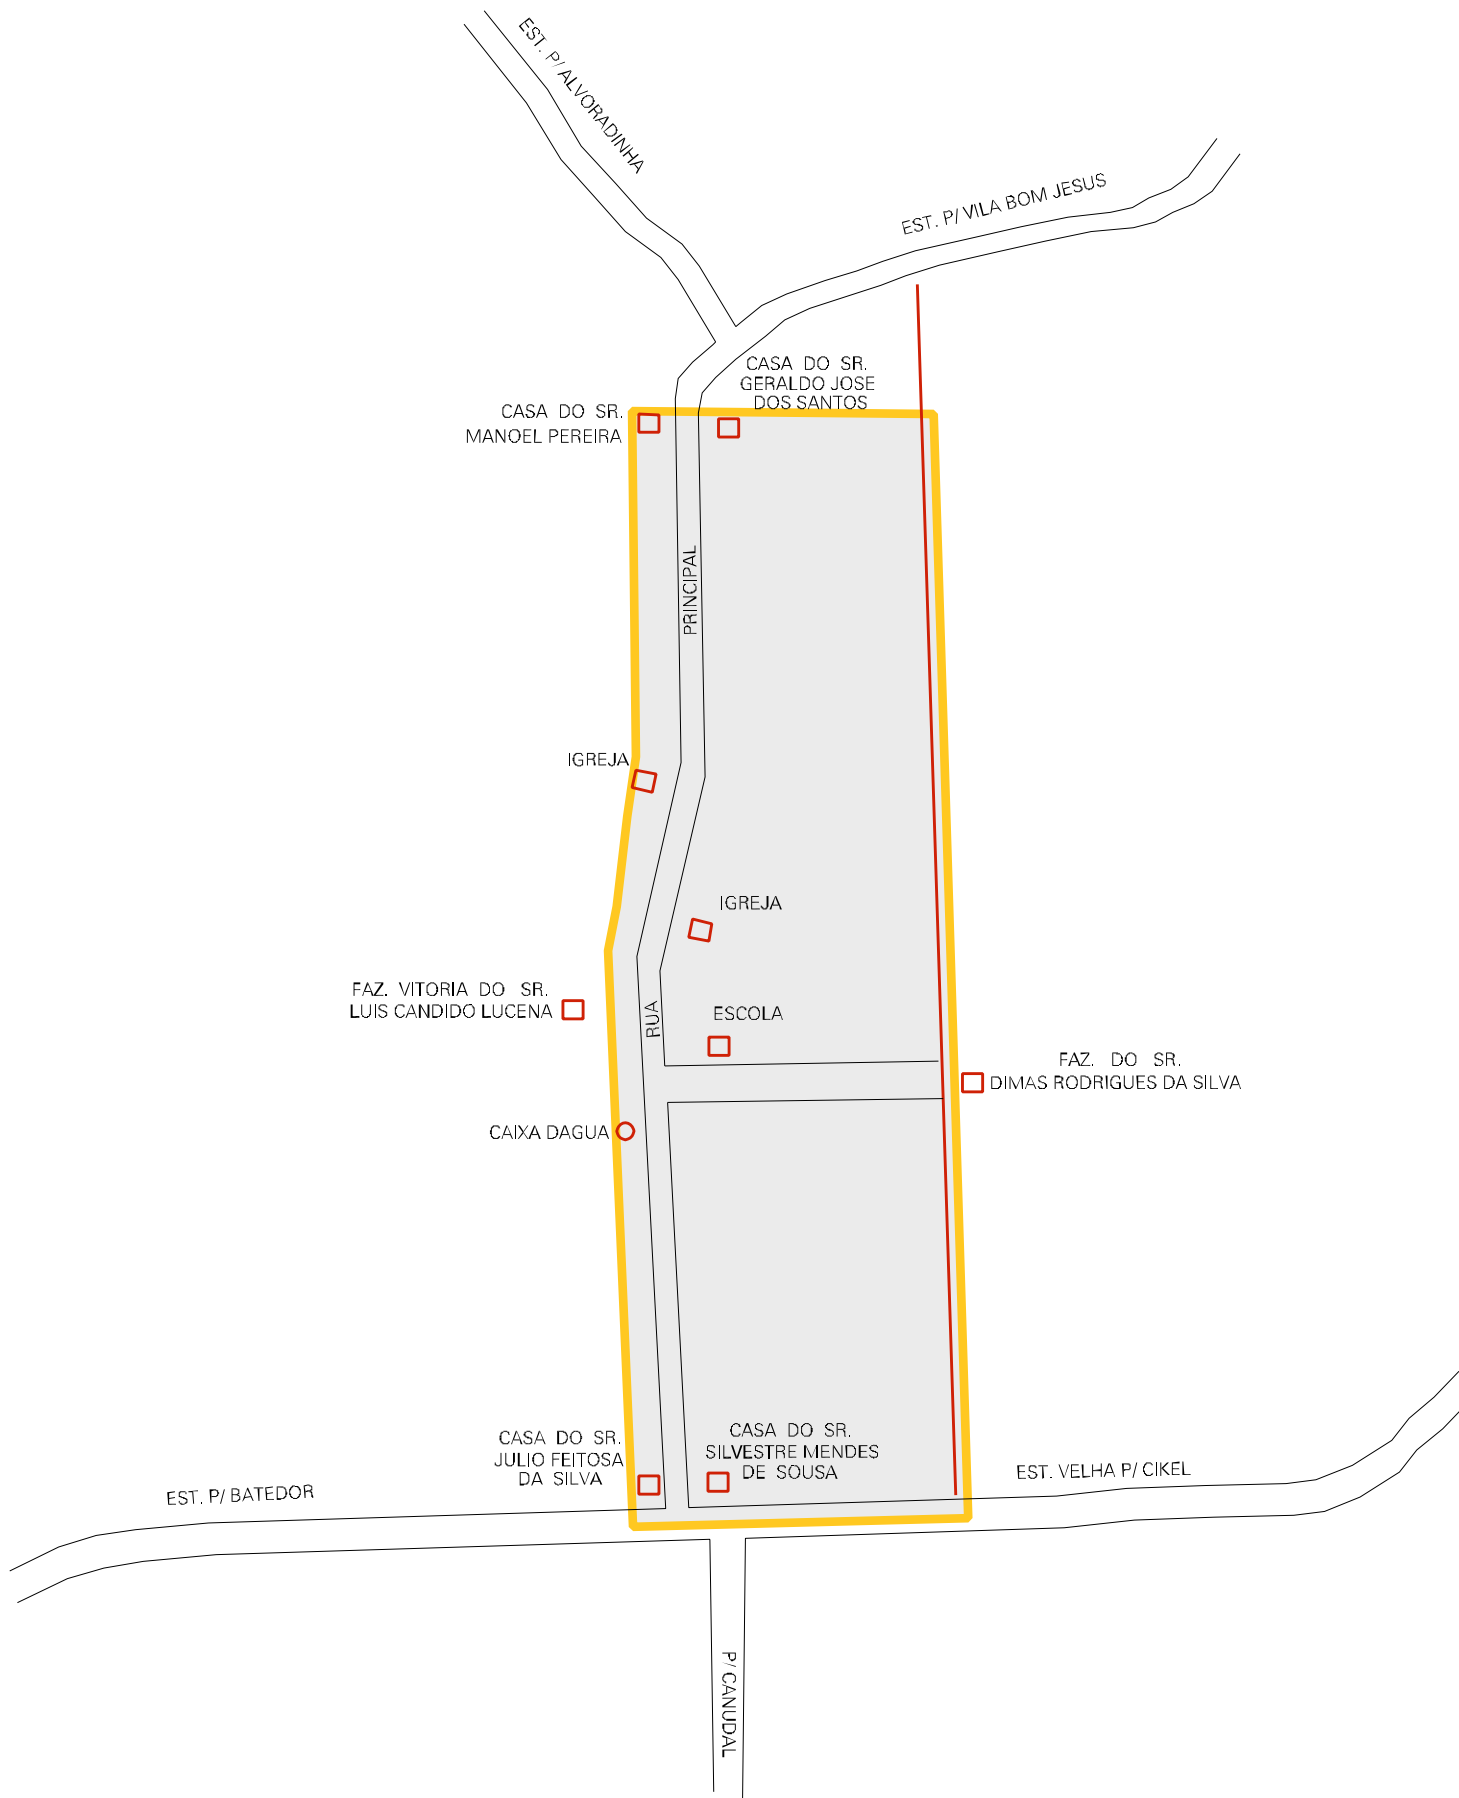 EST. P/ ALVORADINHA
EST. P/ VILA BOM JESUS
CASA DO SR.
GERALDO JOSE
DOS SANTOS
CASA DO SR.
MANOEL PEREIRA
PRINCIPAL
IGREJA
IGREJA
FAZ. VITORIA DO SR.
LUIS CANDIDO LUCENA
RUA
ESCOLA
FAZ. DO SR.
DIMAS RODRIGUES DA SILVA
CAIXA DAGUA
CASA DO SR.
JULIO FEITOSA
DA SILVA
CASA DO SR.
SILVESTRE MENDES
DE SOUSA
EST. VELHA P/ CIKEL
EST. P/ BATEDOR
P/ CANUDAL